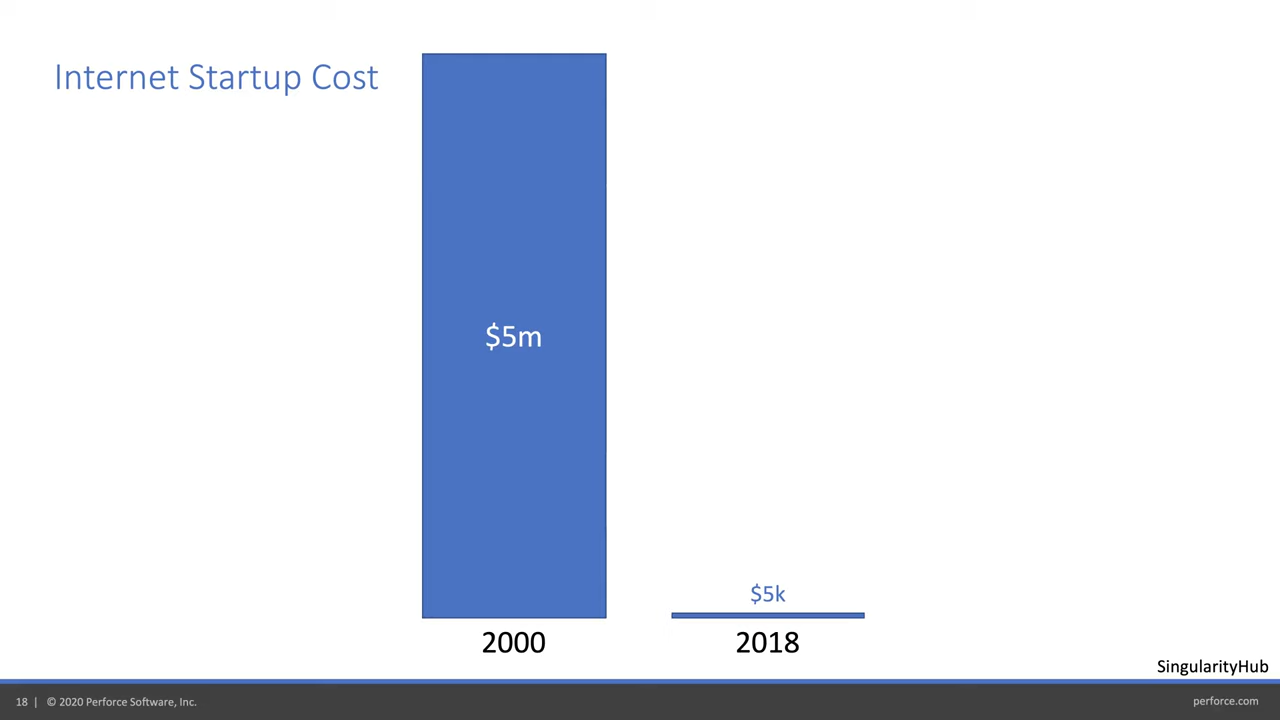 Internet Startup Cost
$5m
$5k
2000
2018
SingularityHub
18 | © 2020 Perforce Software, Inc.
perforce.com